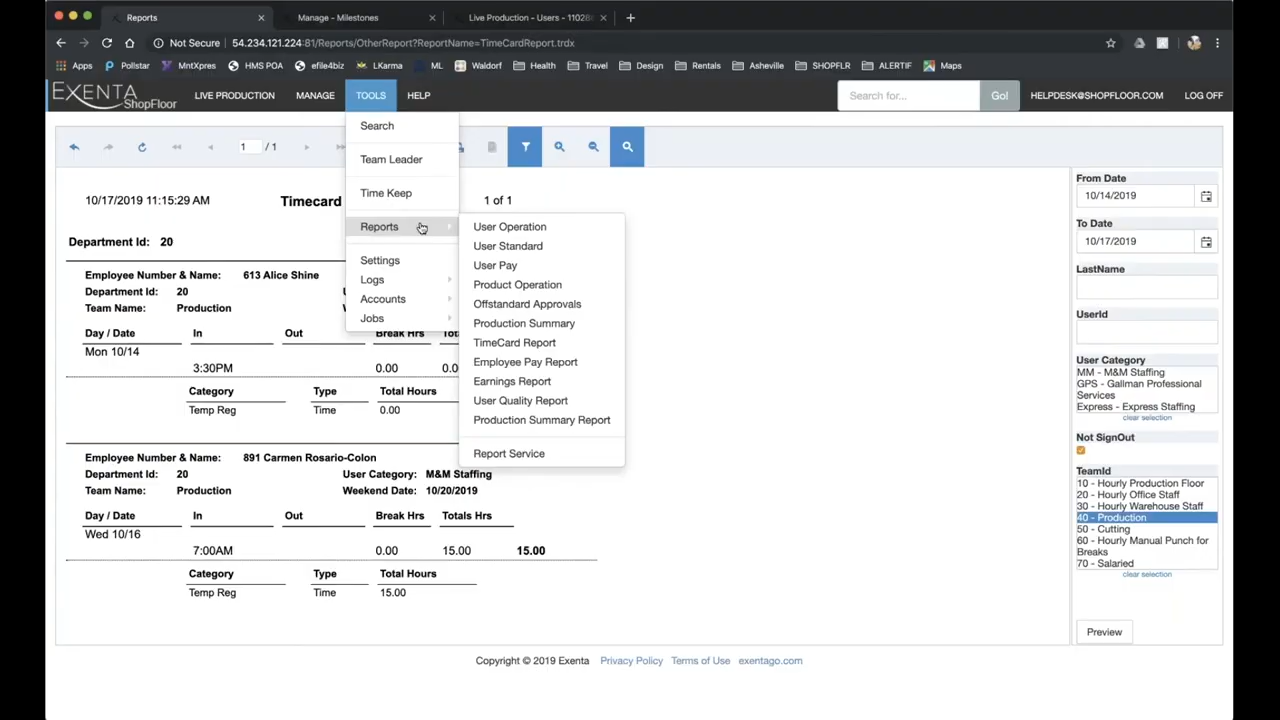 Reports
Manage - Milestones
Live Production - Users - 1102
Not Secure 54.234.121.224:81/Reports/OtherReport?ReportName=TimeCardReport.trdx
Apps Pollstar MntXpres HMS POA efile4biz LKarma ML Waldorf Health Travel Design Rentals Asheville SHOPFLR ALERTIF Maps
EXENTA
ShopFloor
LIVE PRODUCTION MANAGE TOOLS HELP
Search for... Go! HELPDESK@SHOPFLOOR.COM LOG OFF
Search
Team Leader
Time Keep
Reports
Settings
Logs
Accounts
Jobs
User Operation
User Standard
User Pay
Product Operation
Offstandard Approvals
Production Summary
TimeCard Report
Employee Pay Report
Earnings Report
User Quality Report
Production Summary Report
Report Service
1 / 1
10/17/2019 11:15:29 AM Timecard 1 of 1
Department Id: 20
Employee Number & Name: 613 Alice Shine
Department Id: 20
Team Name: Production
Day / Date In Out Break Hrs
Mon 10/14
3:30PM 0.00 0.0
Category Type Total Hours
Temp Reg Time 0.00
Employee Number & Name: 891 Carmen Rosario-Colon
Department Id: 20 User Category: M&M Staffing
Team Name: Production Weekend Date: 10/20/2019
Day / Date In Out Break Hrs Totals Hrs
Wed 10/16
7:00AM 0.00 15.00 15.00
Category Type Total Hours
Temp Reg Time 15.00
From Date
10/14/2019
To Date
10/17/2019
LastName
UserId
User Category
MM - M&M Staffing
GPS - Gallman Professional
Services
Express - Express Staffing
clear selection
Not SignOut
TeamId
10 - Hourly Production Floor
20 - Hourly Office Staff
30 - Hourly Warehouse Staff
40 - Production
50 - Cutting
60 - Hourly Manual Punch for
Breaks
70 - Salaried
clear selection
Preview
Copyright © 2019 Exenta Privacy Policy Terms of Use exentago.com